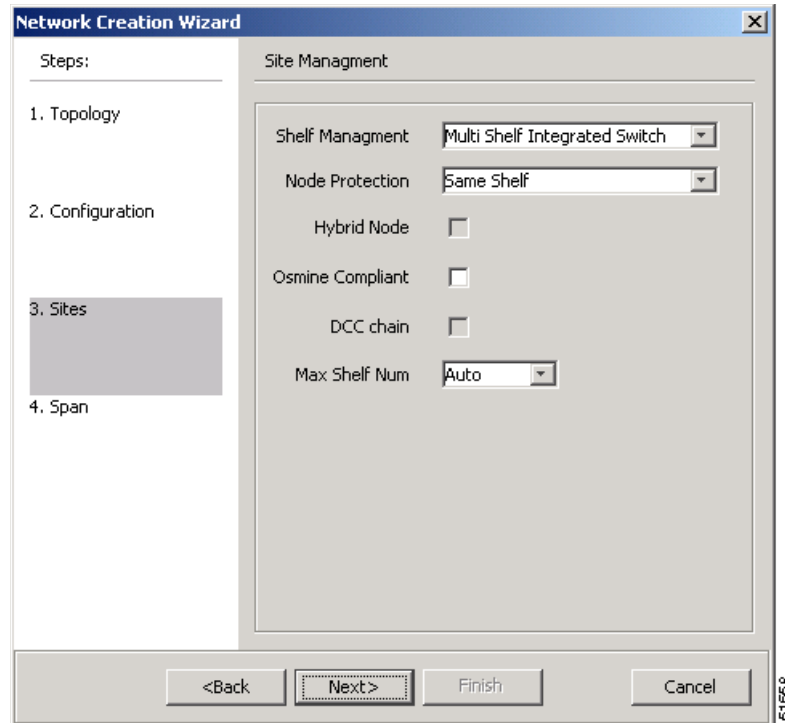 Network Creation Wizard
Steps:
Site Managment
1. Topology
2. Configuration
3. Sites
4. Span
Shelf Managment Multi Shelf Integrated Switch
Node Protection Same Shelf
Hybrid Node
Osmine Compliant
DCC chain
Max Shelf Num Auto
<Back Next> Finish Cancel